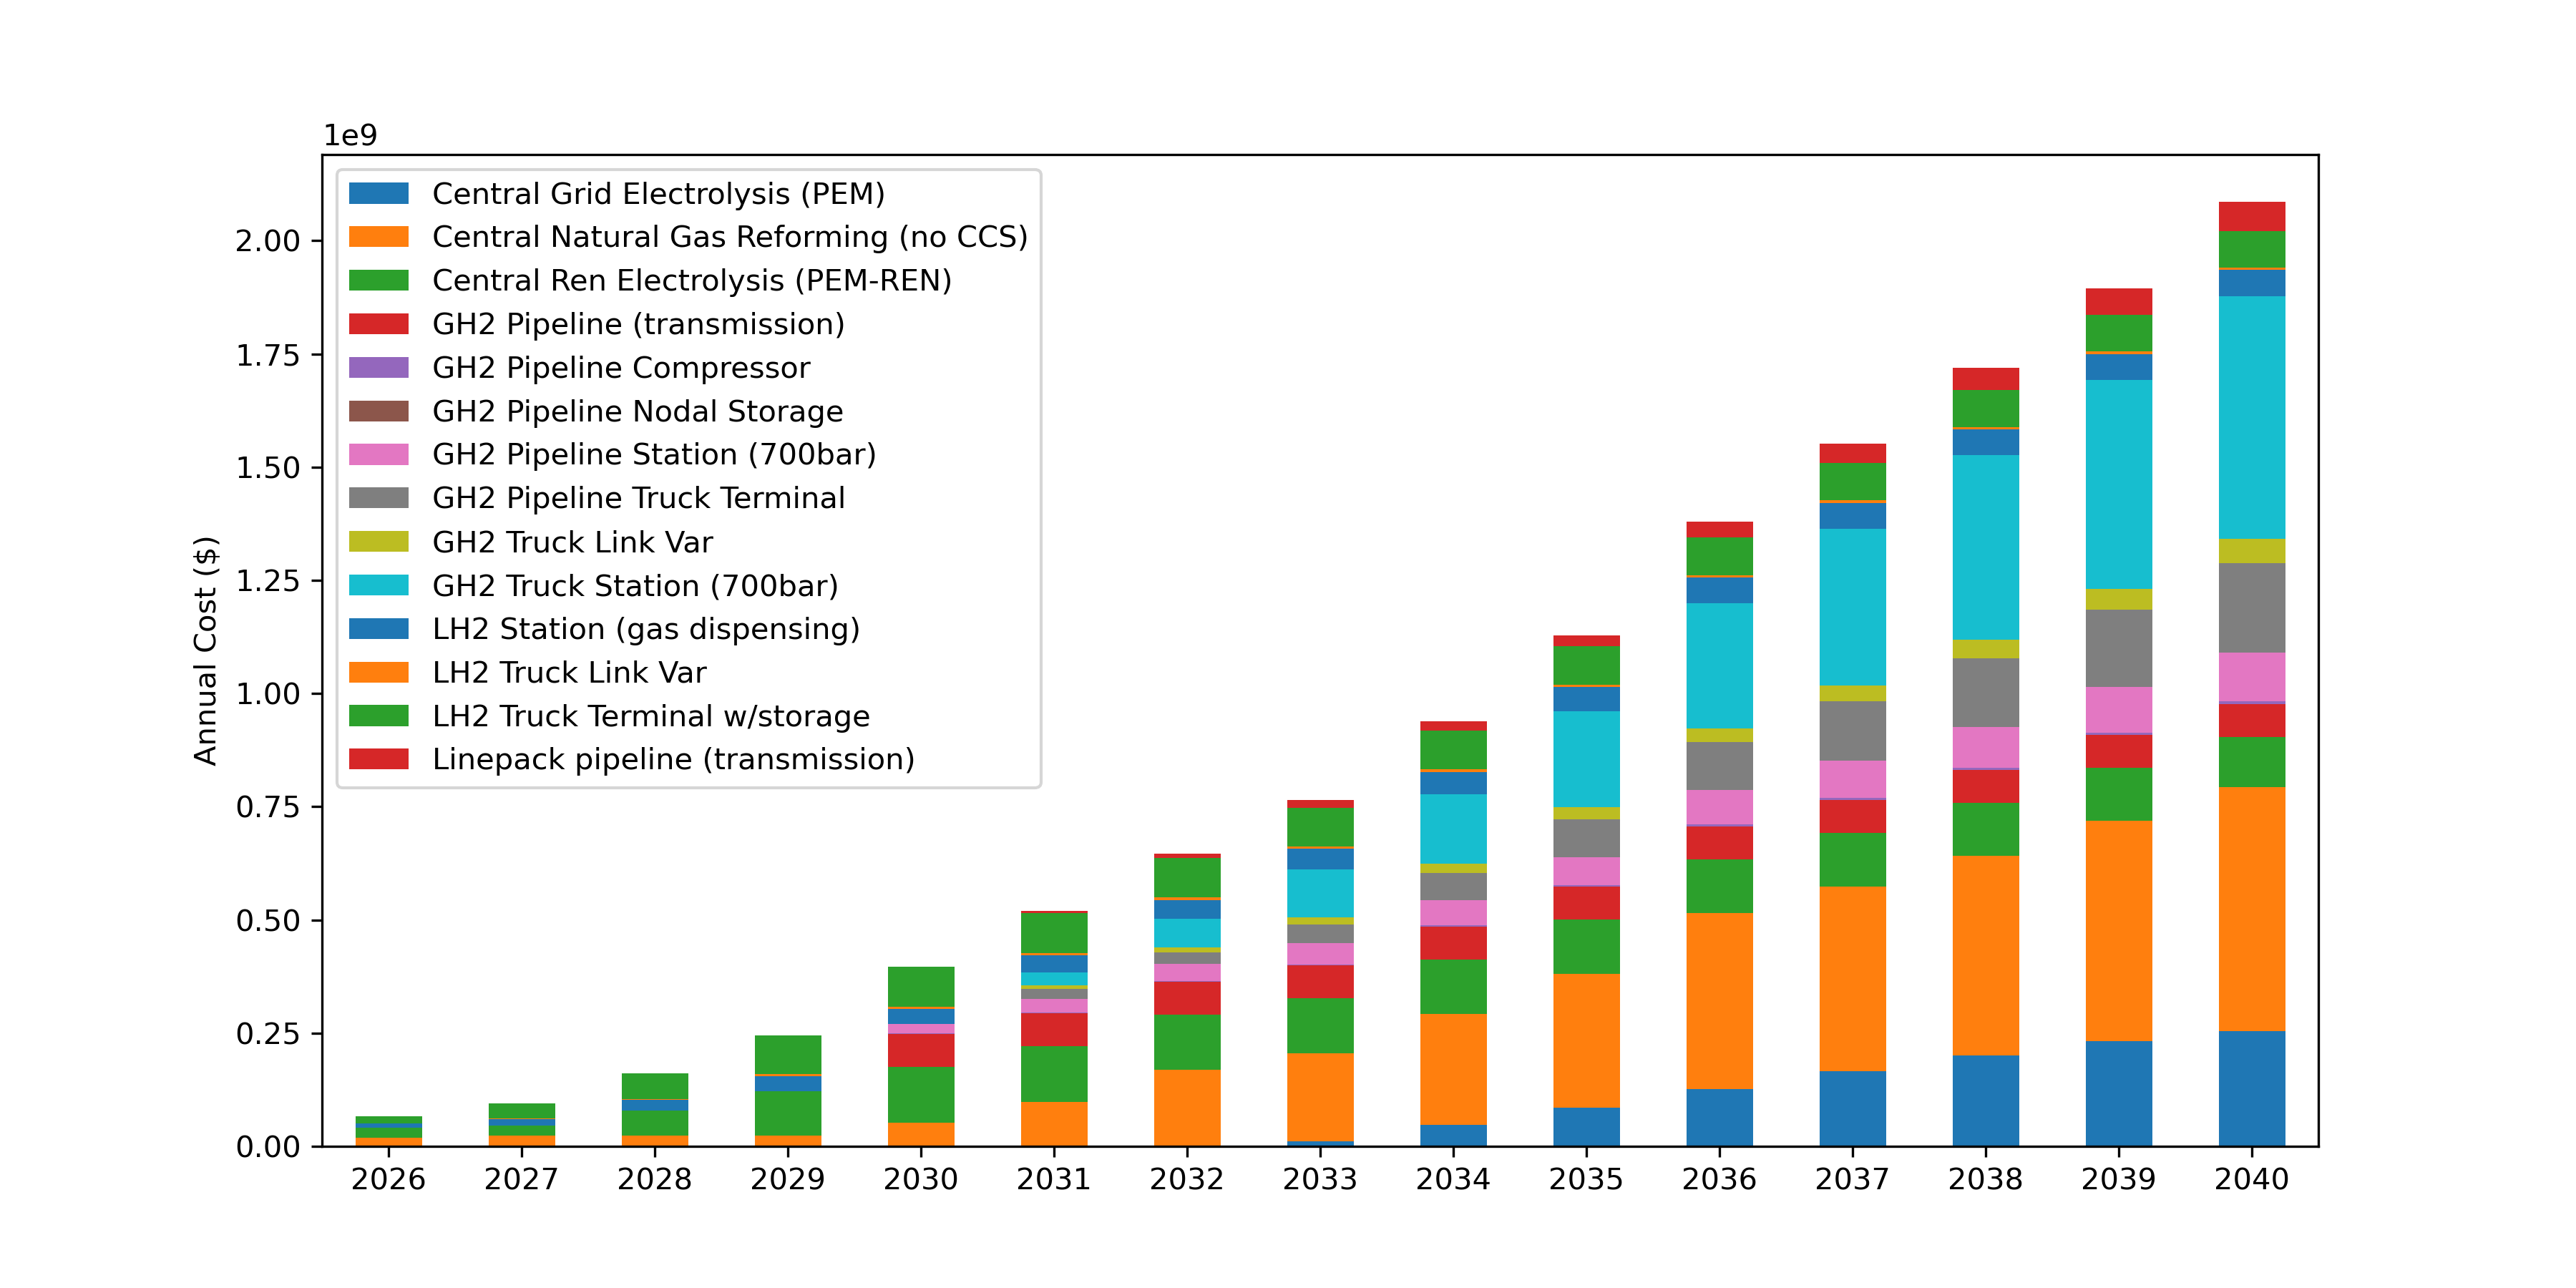 1e9
2.00
1.75
1.50
1.25
1.00
0.75
0.50
0.25
0.00
Annual Cost ($)
Central Grid Electrolysis (PEM)
Central Natural Gas Reforming (no CCS)
Central Ren Electrolysis (PEM-REN)
GH2 Pipeline (transmission)
GH2 Pipeline Compressor
GH2 Pipeline Nodal Storage
GH2 Pipeline Station (700bar)
GH2 Pipeline Truck Terminal
GH2 Truck Link Var
GH2 Truck Station (700bar)
LH2 Station (gas dispensing)
LH2 Truck Link Var
LH2 Truck Terminal w/storage
Linepack pipeline (transmission)
2026 2027 2028 2029 2030 2031 2032 2033 2034 2035 2036 2037 2038 2039 2040